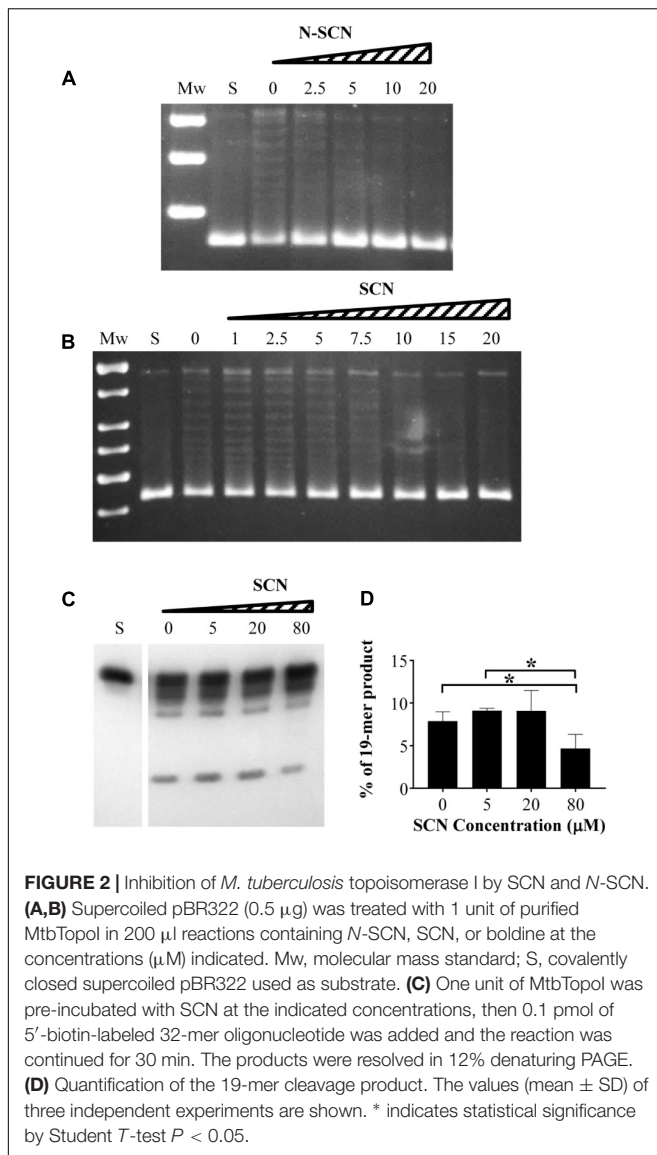 N-SCN
A
Mw S 0 2.5 5 10 20
SCN
B
Mw S 0 1 2.5 5 7.5 10 15 20
C
SCN
S 0 5 20 80
D
% of 19-mer product
15
10
5
0
* 
*
0 5 20 80
SCN Concentration (μM)
FIGURE 2 | Inhibition of M. tuberculosis topoisomerase I by SCN and N-SCN.
(A,B) Supercoiled pBR322 (0.5 μg) was treated with 1 unit of purified
MtbTopoI in 200 μl reactions containing N-SCN, SCN, or boldine at the
concentrations (μM) indicated. Mw, molecular mass standard; S, covalently
closed supercoiled pBR322 used as substrate. (C) One unit of MtbTopoI was
pre-incubated with SCN at the indicated concentrations, then 0.1 pmol of
5′-biotin-labeled 32-mer oligonucleotide was added and the reaction was
continued for 30 min. The products were resolved in 12% denaturing PAGE.
(D) Quantification of the 19-mer cleavage product. The values (mean ± SD) of
three independent experiments are shown. * indicates statistical significance
by Student T-test P < 0.05.